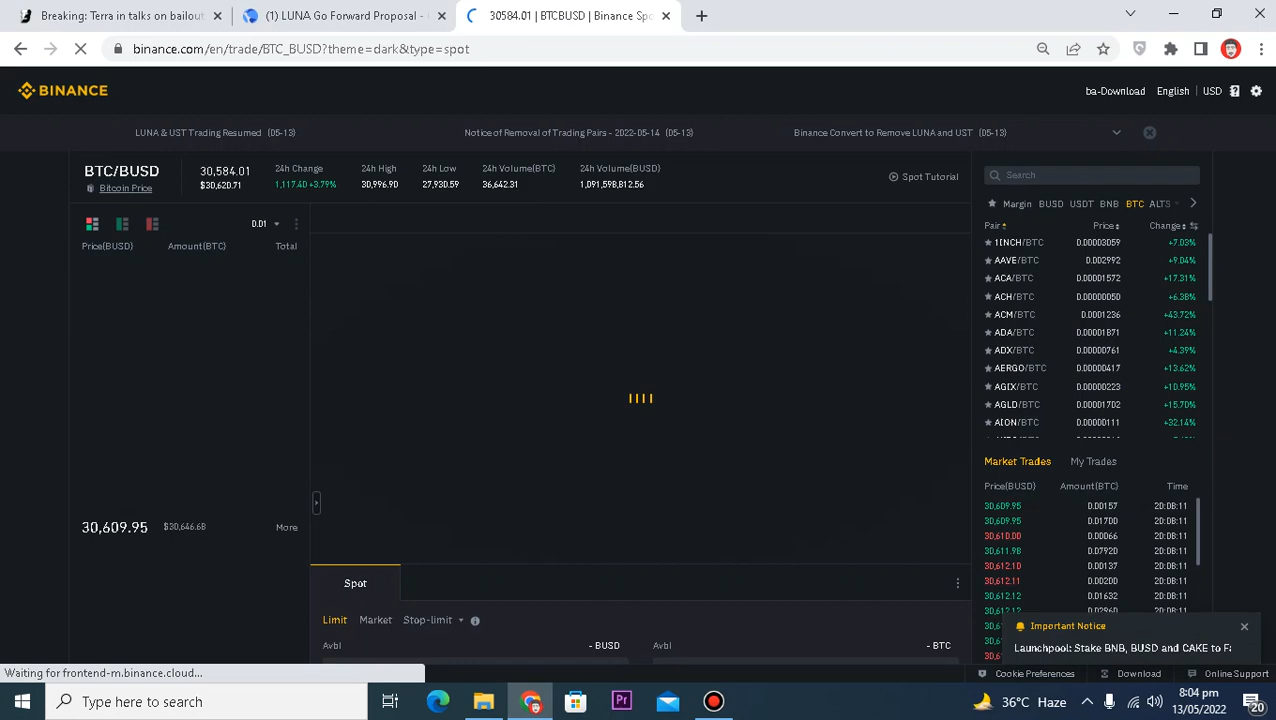 Breaking: Terra in talks on bailout
(1) LUNA Go Forward Proposal -
30584.01 | BTCBUSD | Binance Spo
binance.com/en/trade/BTC_BUSD?theme=dark&type=spot
BINANCE
ba-Download English USD
LUNA & UST Trading Resumed (05-13)
Notice of Removal of Trading Pairs - 2022-05-14 (05-13)
Binance Convert to Remove LUNA and UST (05-13)
BTC/BUSD
Bitcoin Price
30,584.01
$30,620.71
24h Change
1,117.40 +3.79%
24h High
30,996.90
24h Low
27,930.59
24h Volume(BTC)
36,642.31
24h Volume(BUSD)
1,091,598,812.56
Spot Tutorial
0.01
Price(BUSD) Amount(BTC) Total
30,609.95 $30,646.68 More
Spot
Limit Market Stop-limit
Avbl - BUSD Avbl - BTC
Search
Margin BUSD USDT BNB BTC ALTS
Pair Price Change
1INCH/BTC 0.00003059 +7.03%
AAVE/BTC 0.002992 +9.04%
ACA/BTC 0.00001572 +17.31%
ACH/BTC 0.00000050 +6.38%
ACM/BTC 0.0001236 +43.72%
ADA/BTC 0.00001871 +11.24%
ADX/BTC 0.00000761 +4.39%
AERGO/BTC 0.00000417 +13.62%
AGIX/BTC 0.00000223 +10.95%
AGLD/BTC 0.00001702 +15.70%
AION/BTC 0.00000111 +32.14%
Market Trades My Trades
Price(BUSD) Amount(BTC) Time
30,609.95 0.00157 20:08:11
30,609.95 0.01700 20:08:11
30,610.00 0.00066 20:08:11
30,611.98 0.07920 20:08:11
30,612.10 0.00137 20:08:11
30,612.11 0.00200 20:08:11
30,612.12 0.01632 20:08:11
30,612.12 0.02960 20:08:11
Important Notice
Launchpool: Stake BNB, BUSD and CAKE to Fa
Waiting for frontend-m.binance.cloud...
Cookie Preferences Download Online Support
Type here to search
Pr
36°C Haze
8:04 pm
13/05/2022
20